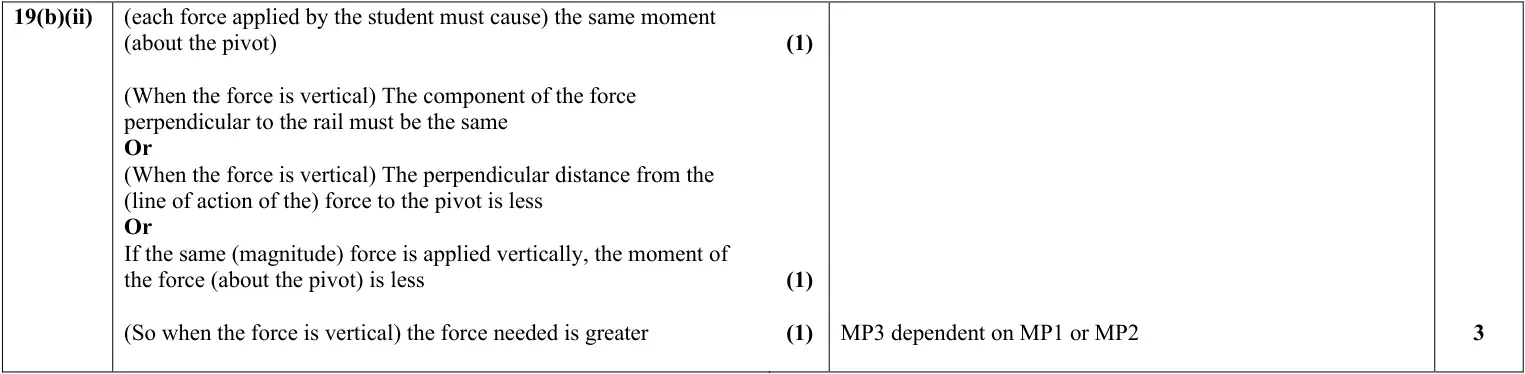 19(b)(ii) (each force applied by the student must cause) the same moment
(about the pivot) (1)
(When the force is vertical) The component of the force
perpendicular to the rail must be the same
Or
(When the force is vertical) The perpendicular distance from the
(line of action of the) force to the pivot is less
Or
If the same (magnitude) force is applied vertically, the moment of
the force (about the pivot) is less (1)
(So when the force is vertical) the force needed is greater (1) MP3 dependent on MP1 or MP2 3